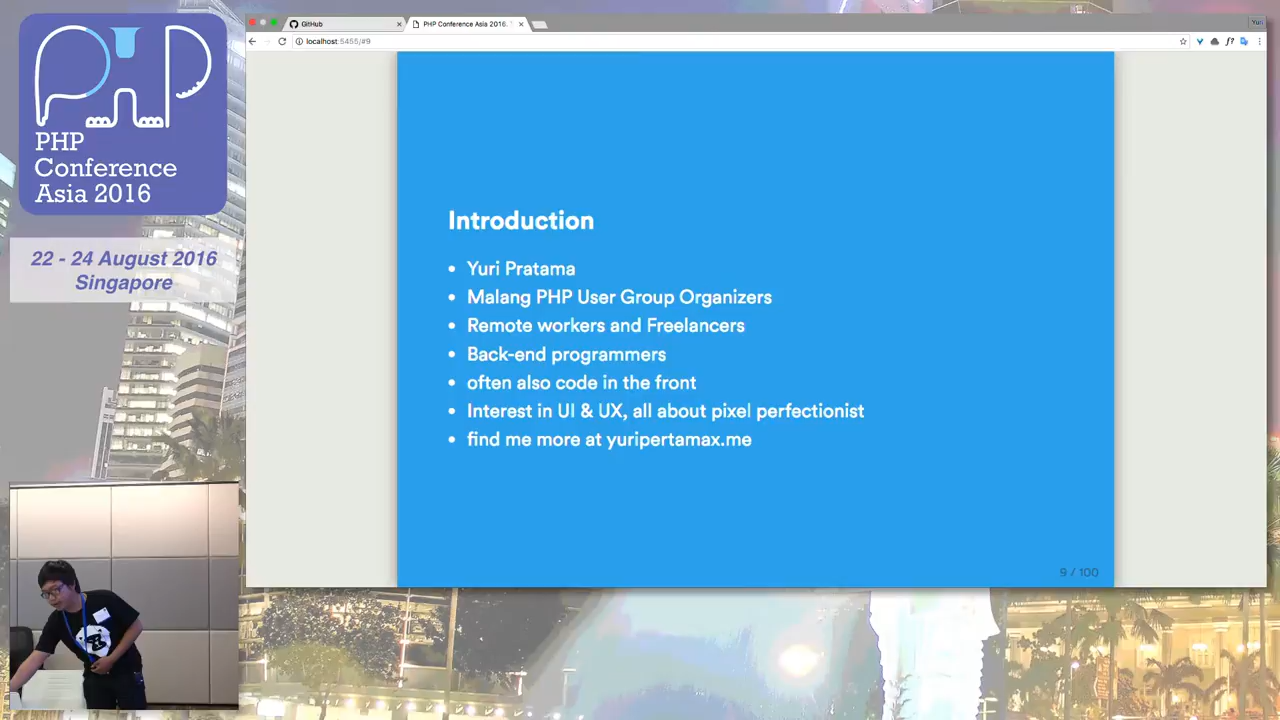 PHP
Conference
Asia 2016
22 - 24 August 2016
Singapore
GitHub
PHP Conference Asia 2016.
Yuri
localhost:5455/#9
Introduction
• Yuri Pratama
• Malang PHP User Group Organizers
• Remote workers and Freelancers
• Back-end programmers
• often also code in the front
• Interest in UI & UX, all about pixel perfectionist
• find me more at yuripertamax.me
9 / 100